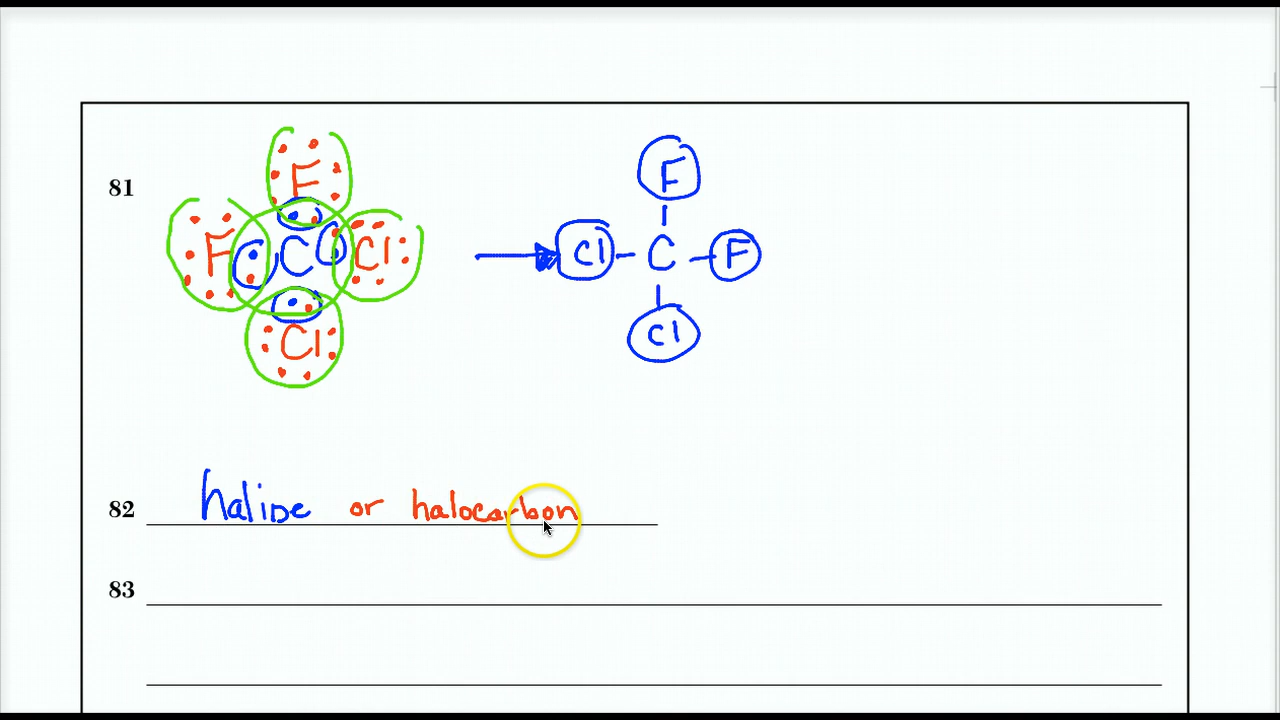 81
F
F C Cl
Cl
F
Cl - C - F
Cl
82 halide or halocarbon
83